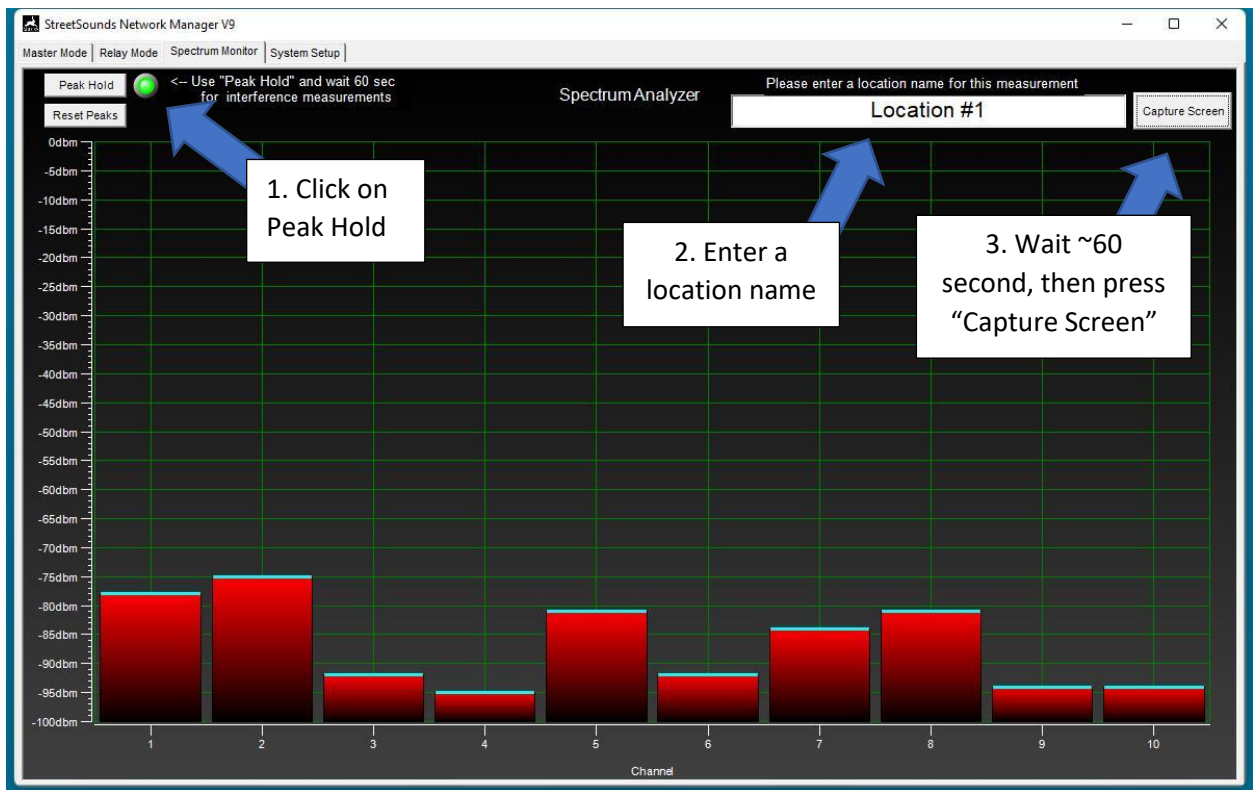 StreetSounds Network Manager V9
Master Mode Relay Mode Spectrum Monitor System Setup
Peak Hold
<-- Use "Peak Hold" and wait 60 sec
for interference measurements
Reset Peaks
Spectrum Analyzer
Please enter a location name for this measurement
Location #1
Capture Screen
1. Click on
Peak Hold
2. Enter a
location name
3. Wait ~60
second, then press
“Capture Screen”
0dbm
-5dbm
-10dbm
-15dbm
-20dbm
-25dbm
-30dbm
-35dbm
-40dbm
-45dbm
-50dbm
-55dbm
-60dbm
-65dbm
-70dbm
-75dbm
-80dbm
-85dbm
-90dbm
-95dbm
-100dbm
1 2 3 4 5 6 7 8 9 10
Channel